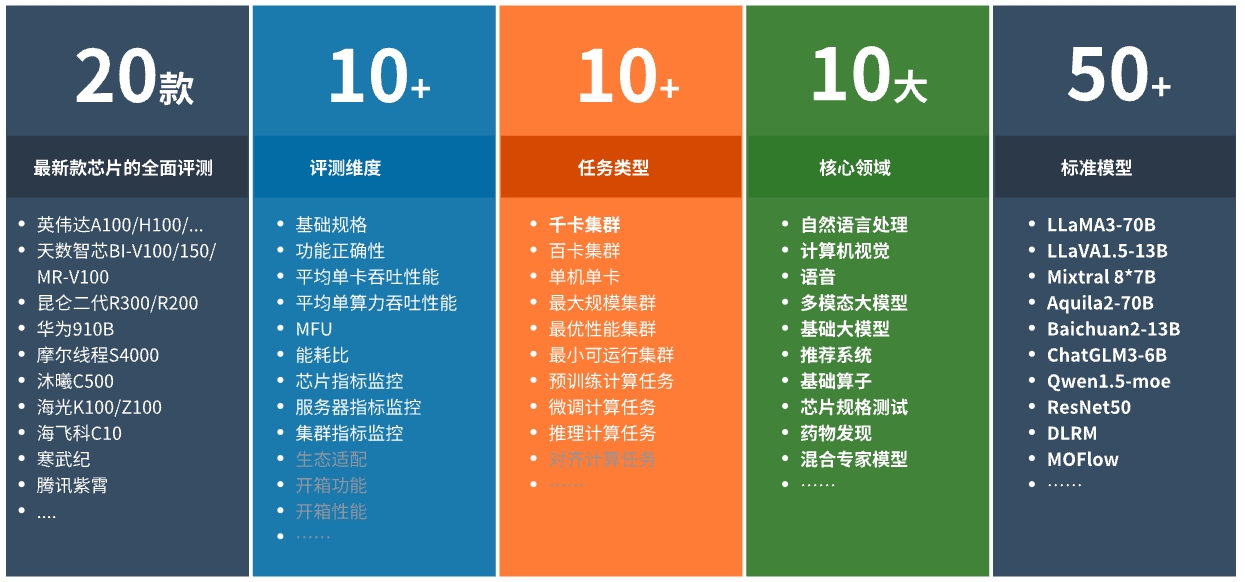 20款
最新款芯片的全面评测
• 英伟达A100/H100/...
• 天数智芯BI-V100/150/
MR-V100
• 昆仑二代R300/R200
• 华为910B
• 摩尔线程S4000
• 沐曦C500
• 海光K100/Z100
• 海飞科C10
• 寒武纪
• 腾讯紫霄
• ....
10+
评测维度
• 基础规格
• 功能正确性
• 平均单卡吞吐性能
• 平均单算力吞吐性能
• MFU
• 能耗比
• 芯片指标监控
• 服务器指标监控
• 集群指标监控
• 生态适配
• 开箱功能
• 开箱性能
• ······
10+
任务类型
• 千卡集群
• 百卡集群
• 单机单卡
• 最大规模集群
• 最优性能集群
• 最小可运行集群
• 预训练计算任务
• 微调计算任务
• 推理计算任务
• 对齐计算任务
• ······
10大
核心领域
• 自然语言处理
• 计算机视觉
• 语音
• 多模态大模型
• 基础大模型
• 推荐系统
• 基础算子
• 芯片规格测试
• 药物发现
• 混合专家模型
• ······
50+
标准模型
• LLaMA3-70B
• LLaVA1.5-13B
• Mixtral 8*7B
• Aquila2-70B
• Baichuan2-13B
• ChatGLM3-6B
• Qwen1.5-moe
• ResNet50
• DLRM
• MOFlow
• ······